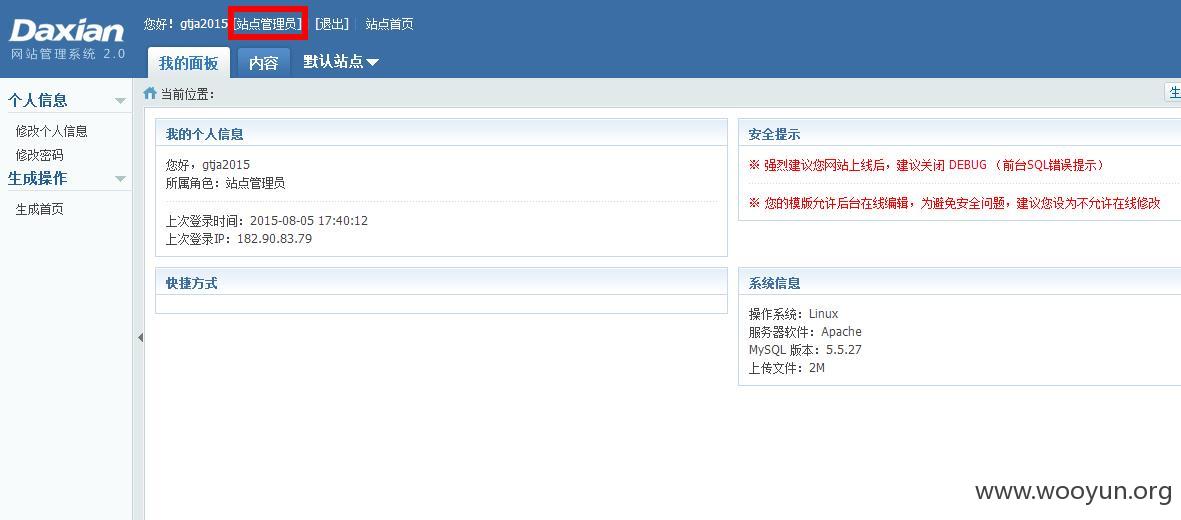 Daxian
网站管理系统 2.0
您好！gtja2015 [站点管理员] [退出] 站点首页
我的面板 内容 默认站点
个人信息
修改个人信息
修改密码
生成操作
生成首页
当前位置：
生
我的个人信息
您好，gtja2015
所属角色：站点管理员
上次登录时间：2015-08-05 17:40:12
上次登录IP：182.90.83.79
快捷方式
安全提示
※ 强烈建议您网站上线后，建议关闭 DEBUG （前台SQL错误提示）
※ 您的模版允许后台在线编辑，为避免安全问题，建议您设为不允许在线修改
系统信息
操作系统：Linux
服务器软件：Apache
MySQL 版本：5.5.27
上传文件：2M
www.wooyun.org